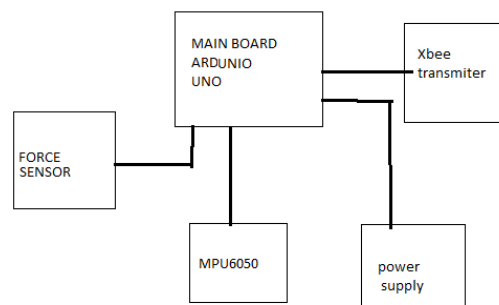 MAIN BOARD
ARDUNIO
UNO
Xbee
transmiter
FORCE
SENSOR
MPU6050
power
supply